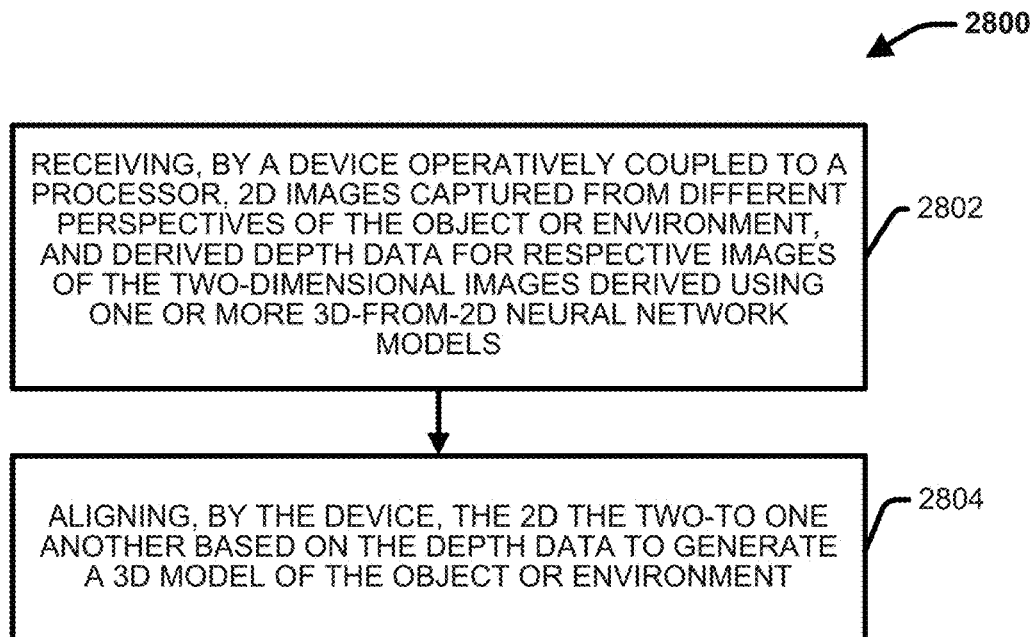 2800
RECEIVING, BY A DEVICE OPERATIVELY COUPLED TO A
PROCESSOR, 2D IMAGES CAPTURED FROM DIFFERENT
PERSPECTIVES OF THE OBJECT OR ENVIRONMENT,
AND DERIVED DEPTH DATA FOR RESPECTIVE IMAGES
OF THE TWO-DIMENSIONAL IMAGES DERIVED USING
ONE OR MORE 3D-FROM-2D NEURAL NETWORK
MODELS
2802
ALIGNING, BY THE DEVICE, THE 2D THE TWO-TO ONE
ANOTHER BASED ON THE DEPTH DATA TO GENERATE
A 3D MODEL OF THE OBJECT OR ENVIRONMENT
2804